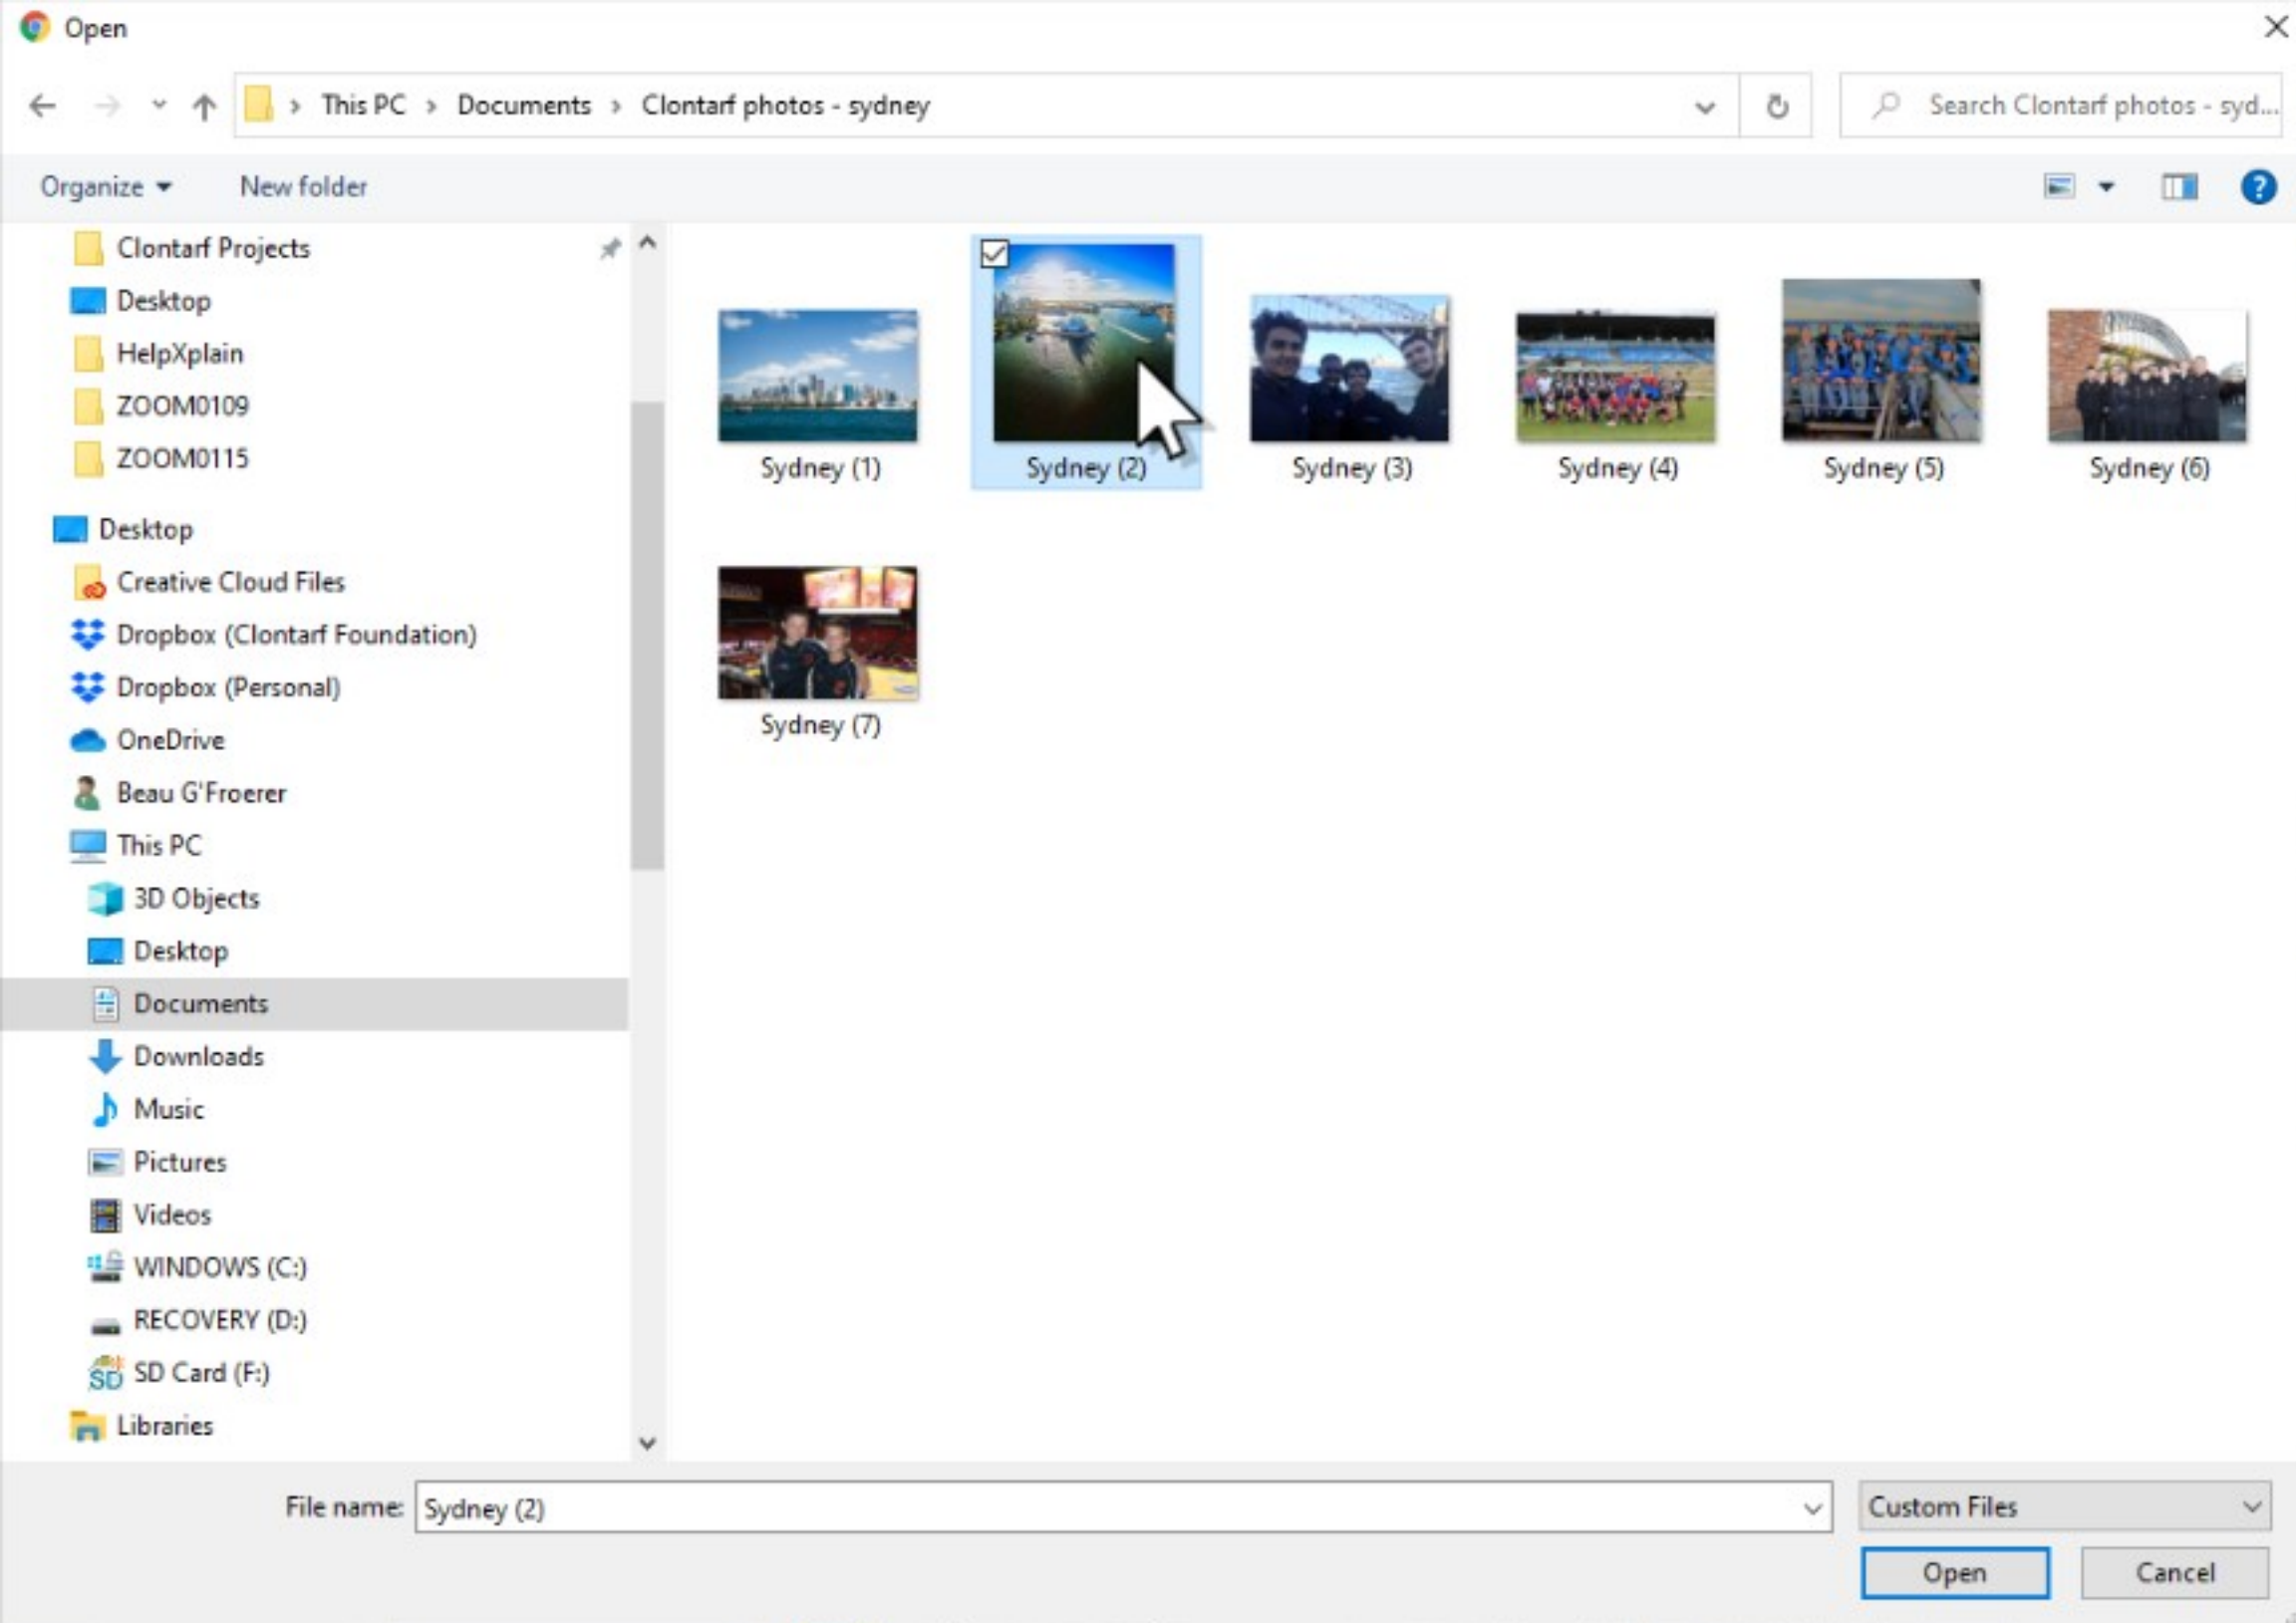 Open
This PC > Documents > Clontarf photos - sydney
Search Clontarf photos - syd...
Organize
New folder
?
Clontarf Projects
Desktop
HelpXplain
ZOOM0109
ZOOM0115
Desktop
Creative Cloud Files
Dropbox (Clontarf Foundation)
Dropbox (Personal)
OneDrive
Beau G'Froerer
This PC
3D Objects
Desktop
Documents
Downloads
Music
Pictures
Videos
WINDOWS (C:)
RECOVERY (D:)
SD Card (F:)
Libraries
Sydney (1)
Sydney (2)
Sydney (3)
Sydney (4)
Sydney (5)
Sydney (6)
Sydney (7)
File name: Sydney (2)
Custom Files
Open
Cancel